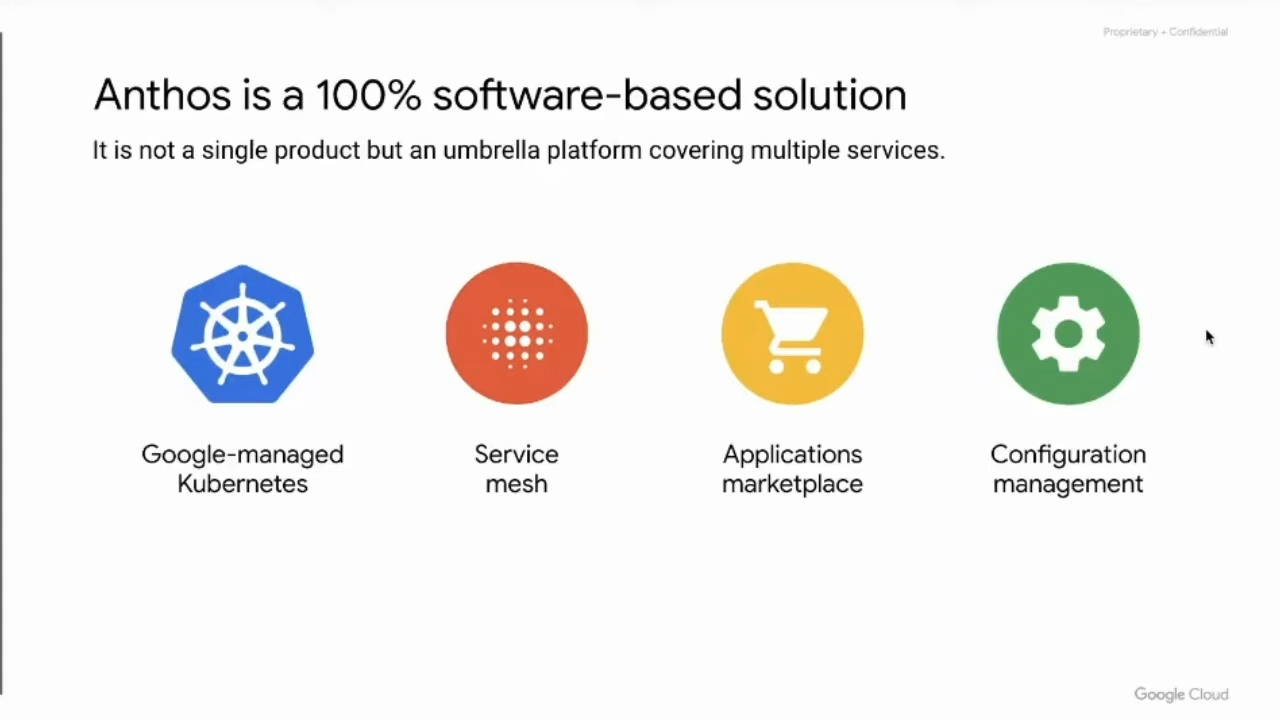 Proprietary + Confidential
Anthos is a 100% software-based solution
It is not a single product but an umbrella platform covering multiple services.
Google-managed
Kubernetes
Service
mesh
Applications
marketplace
Configuration
management
Google Cloud